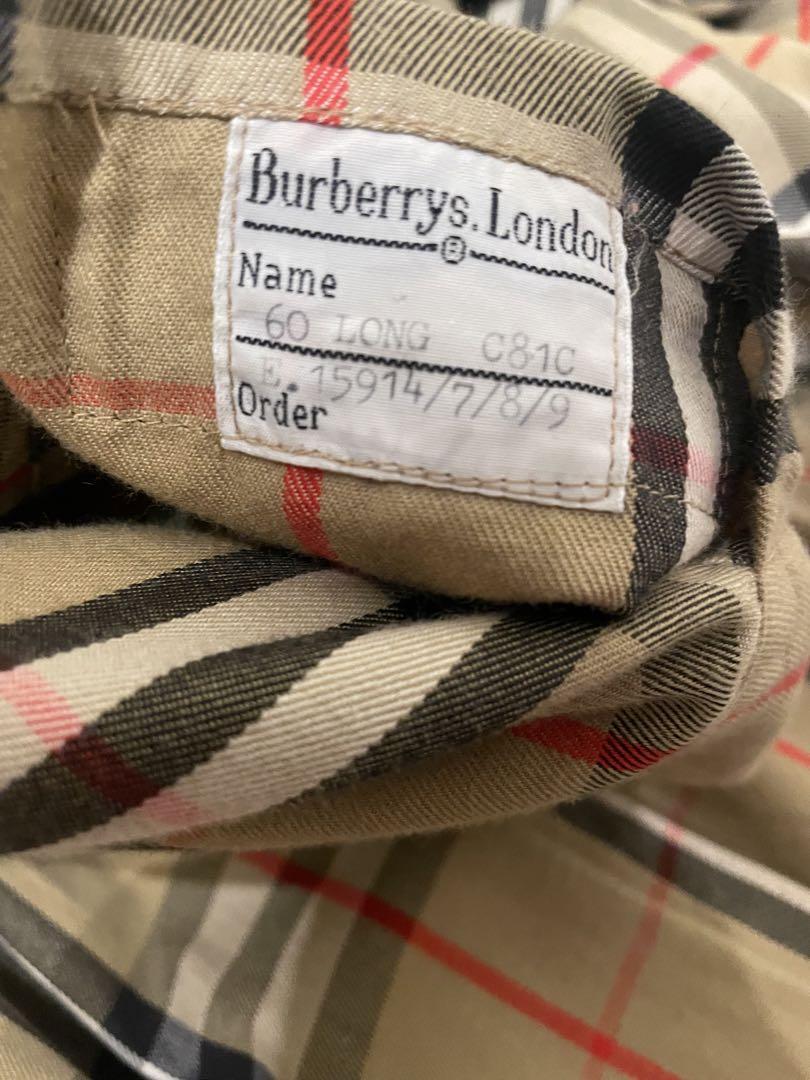 Burberrys. London
R
Name
60 LONG C81C
E.15914/7/8/9
Order